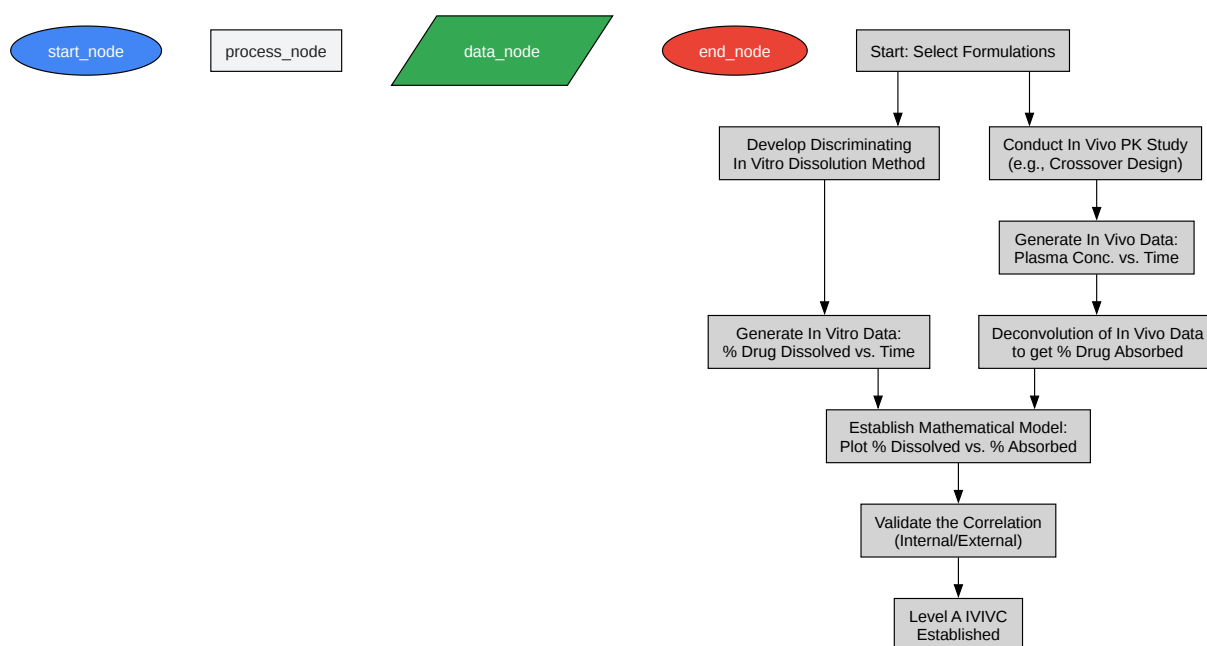 start_node
process_node
data_node
end_node
Start: Select Formulations
Develop Discriminating
In Vitro Dissolution Method
Conduct In Vivo PK Study
(e.g., Crossover Design)
Generate In Vivo Data:
Plasma Conc. vs. Time
Generate In Vitro Data:
% Drug Dissolved vs. Time
Deconvolution of In Vivo Data
to get % Drug Absorbed
Establish Mathematical Model:
Plot % Dissolved vs. % Absorbed
Validate the Correlation
(Internal/External)
Level A IVIVC
Established